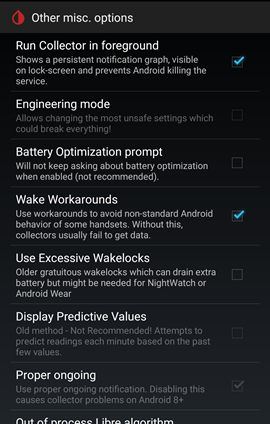 Other misc. options
Run Collector in foreground
Shows a persistent notification graph, visible
on lock-screen and prevents Android killing the
service.
Engineering mode
Allows changing the most unsafe settings which
could break everything!
Battery Optimization prompt
Will not keep asking about battery optimization
when enabled (not recommended).
Wake Workarounds
Use workarounds to avoid non-standard Android
behavior of some handsets. Without this,
collectors usually fail to get data.
Use Excessive Wakelocks
Older gratuitous wakelocks which can drain extra
battery but might be needed for NightWatch or
Android Wear
Display Predictive Values
Old method - Not Recommended! Attempts to
predict readings each minute based on the past
few values.
Proper ongoing
Use proper ongoing notification. Disabling this
causes collector problems on Android 8+
Out of process Libre algorithm